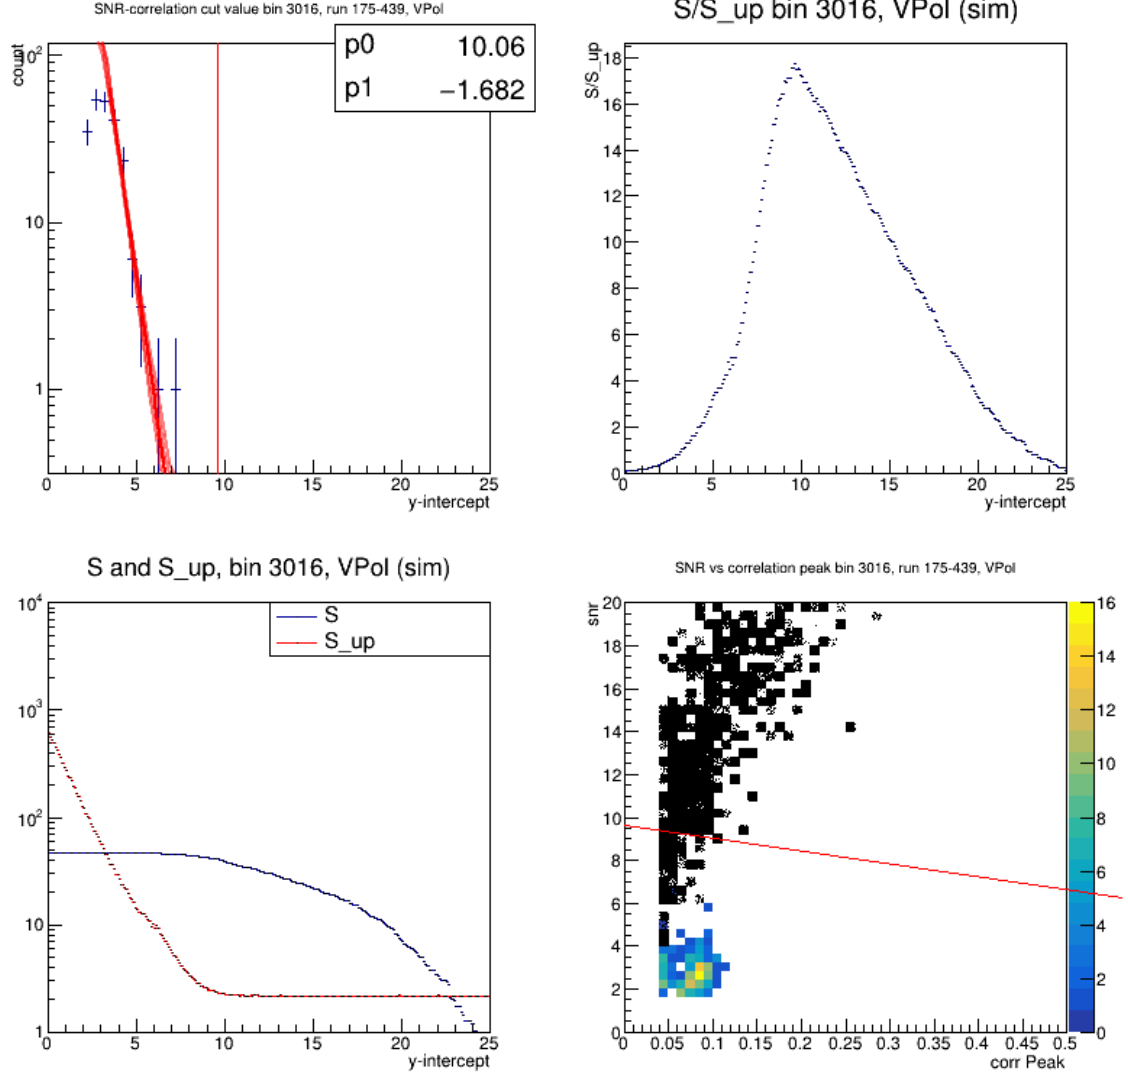 SNR-correlation cut value bin 3016, run 175-439, VPol
count
10²
10
1
p0 10.06
p1 −1.682
0 5 10 15 20 25
y-intercept
S/S_up bin 3016, VPol (sim)
S/S_up
18
16
14
12
10
8
6
4
2
0
0 5 10 15 20 25
y-intercept
S and S_up, bin 3016, VPol (sim)
S
S_up
10⁴
10³
10²
10
1
0 5 10 15 20 25
y-intercept
SNR vs correlation peak bin 3016, run 175-439, VPol
snr
20
18
16
14
12
10
8
6
4
2
0
0 0.05 0.1 0.15 0.2 0.25 0.3 0.35 0.4 0.45 0.5
corr Peak
16
14
12
10
8
6
4
2
0